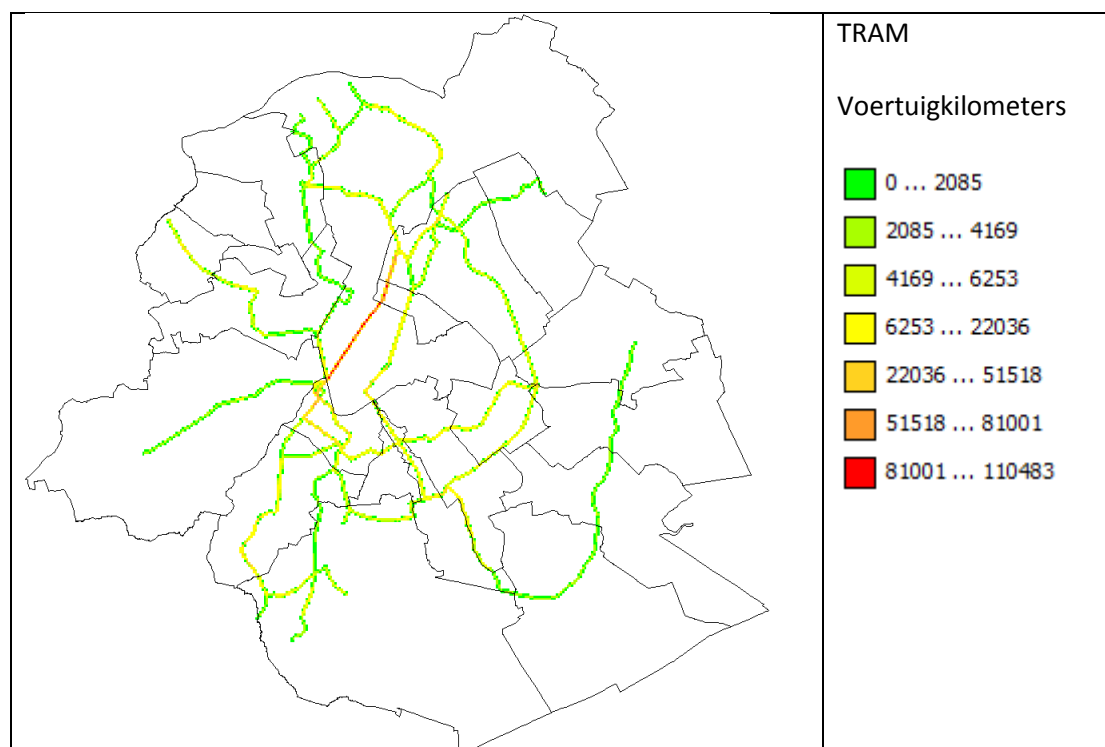 TRAM
Voertuigkilometers
0 ... 2085
2085 ... 4169
4169 ... 6253
6253 ... 22036
22036 ... 51518
51518 ... 81001
81001 ... 110483